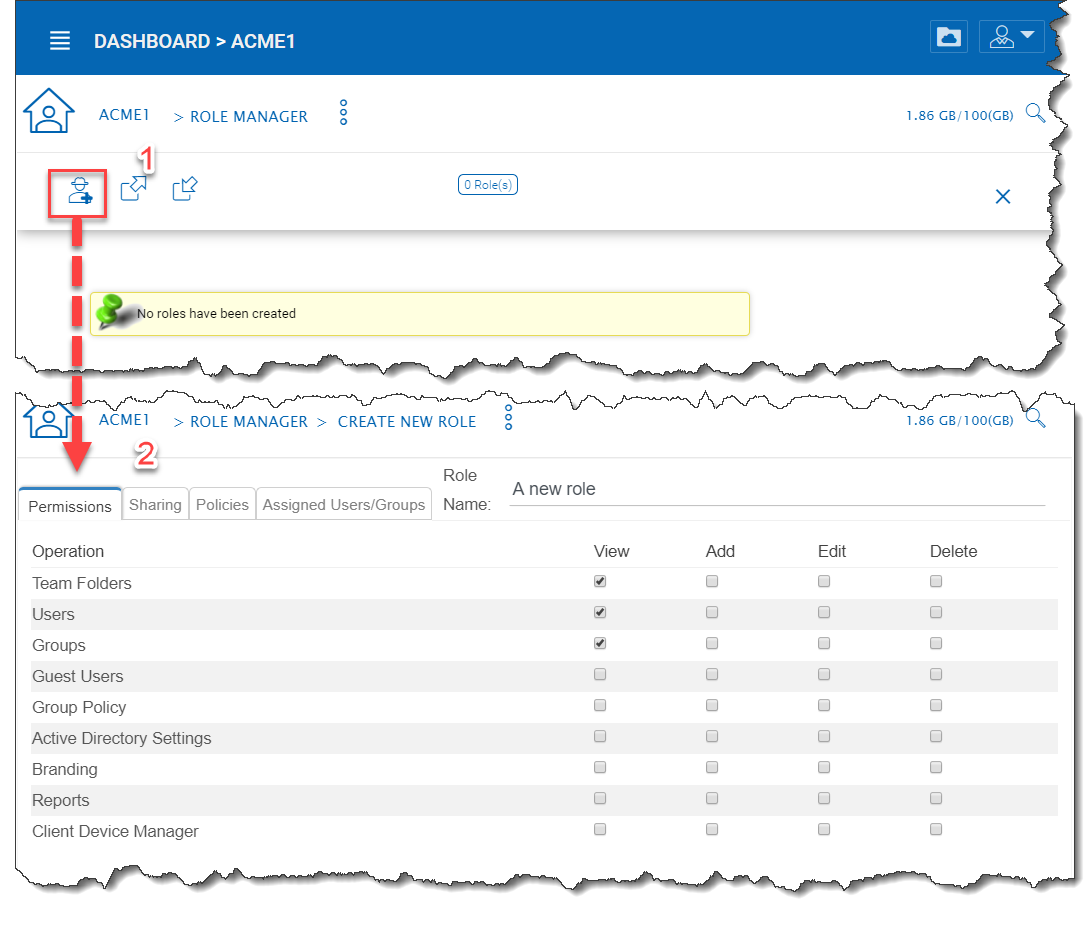 DASHBOARD > ACME1
ACME1 > ROLE MANAGER
1.86 GB/100(GB)
1
0 Role(s)
No roles have been created
ACME1 > ROLE MANAGER > CREATE NEW ROLE
1.86 GB/100(GB)
2
Permissions Sharing Policies Assigned Users/Groups
Role
Name:
A new role
Operation View Add Edit Delete
Team Folders
Users
Groups
Guest Users
Group Policy
Active Directory Settings
Branding
Reports
Client Device Manager